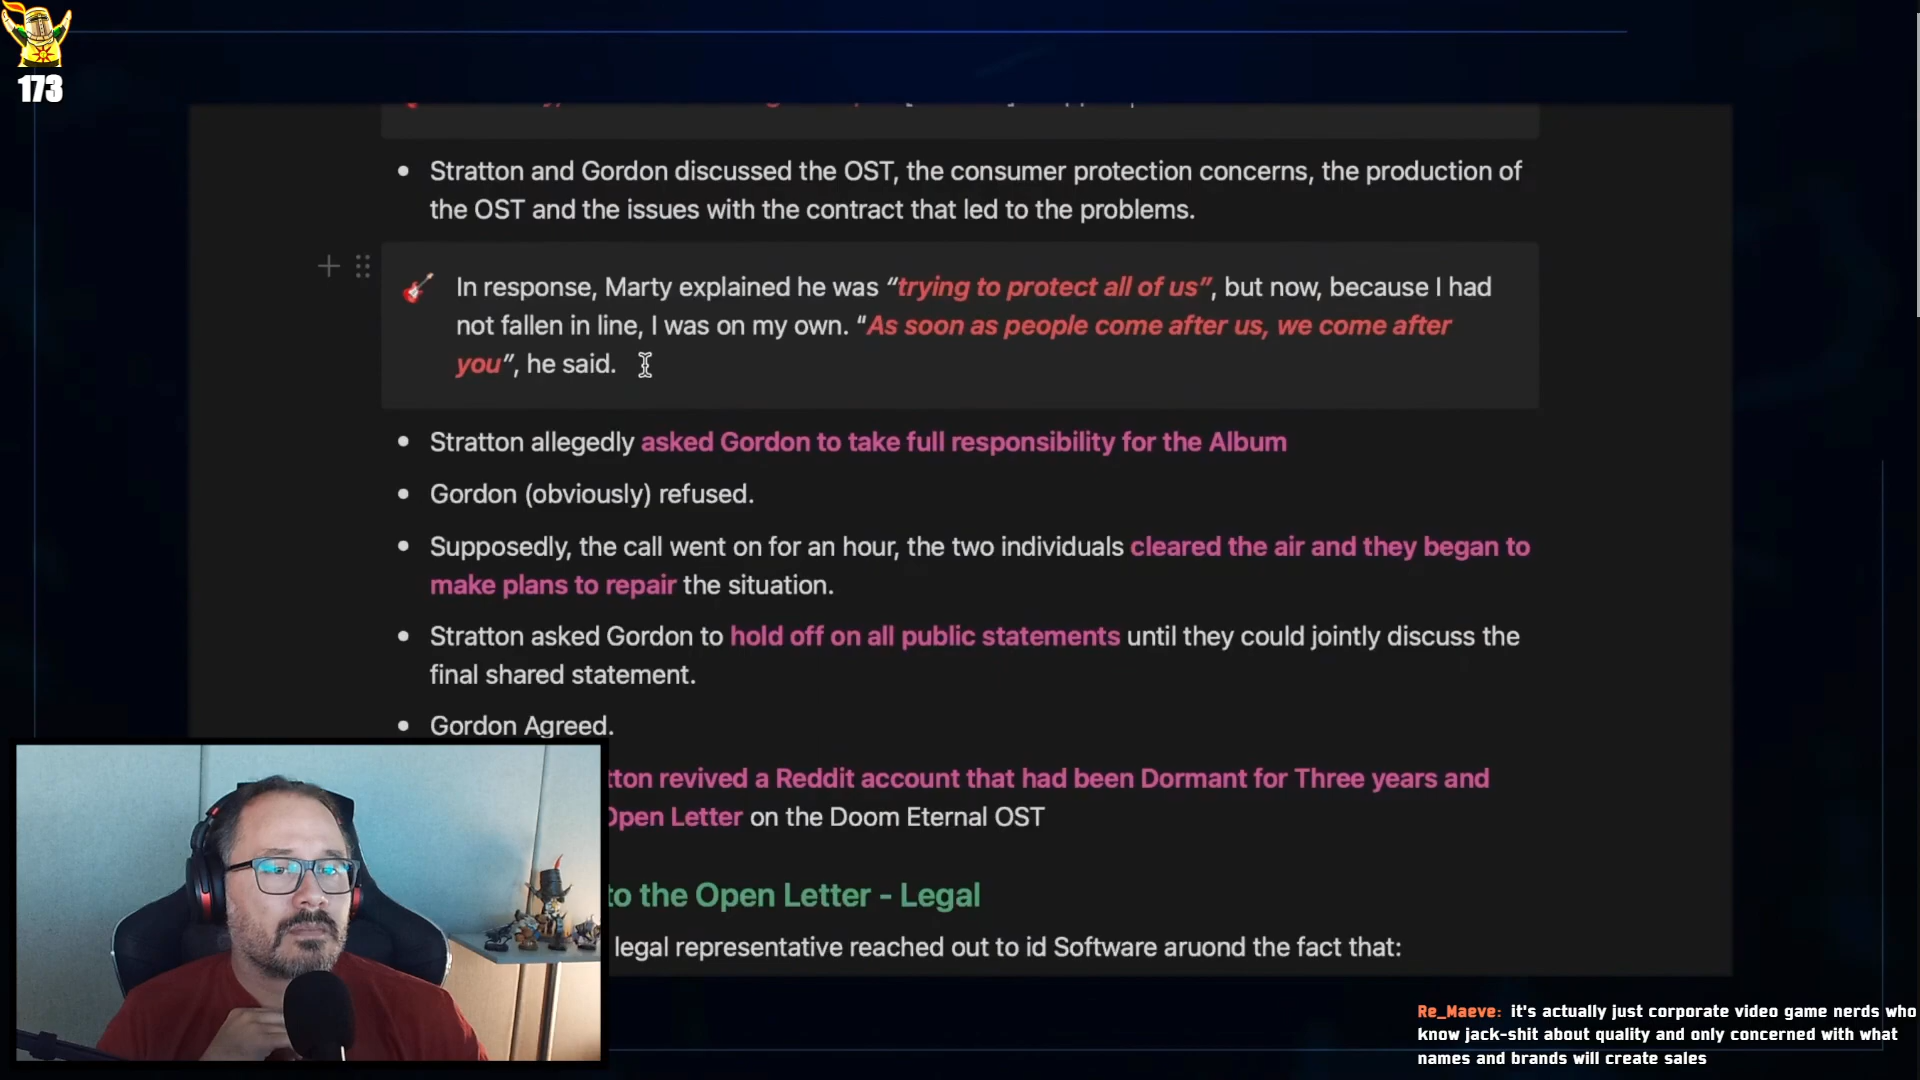 173
Stratton and Gordon discussed the OST, the consumer protection concerns, the production of
the OST and the issues with the contract that led to the problems.
In response, Marty explained he was “trying to protect all of us”, but now, because I had
not fallen in line, I was on my own. “As soon as people come after us, we come after
you”, he said.
Stratton allegedly asked Gordon to take full responsibility for the Album
Gordon (obviously) refused.
Supposedly, the call went on for an hour, the two individuals cleared the air and they began to
make plans to repair the situation.
Stratton asked Gordon to hold off on all public statements until they could jointly discuss the
final shared statement.
Gordon Agreed.
tton revived a Reddit account that had been Dormant for Three years and
Open Letter on the Doom Eternal OST
to the Open Letter - Legal
legal representative reached out to id Software aruond the fact that:
Re_Maeve: it's actually just corporate video game nerds who
know jack-shit about quality and only concerned with what
names and brands will create sales